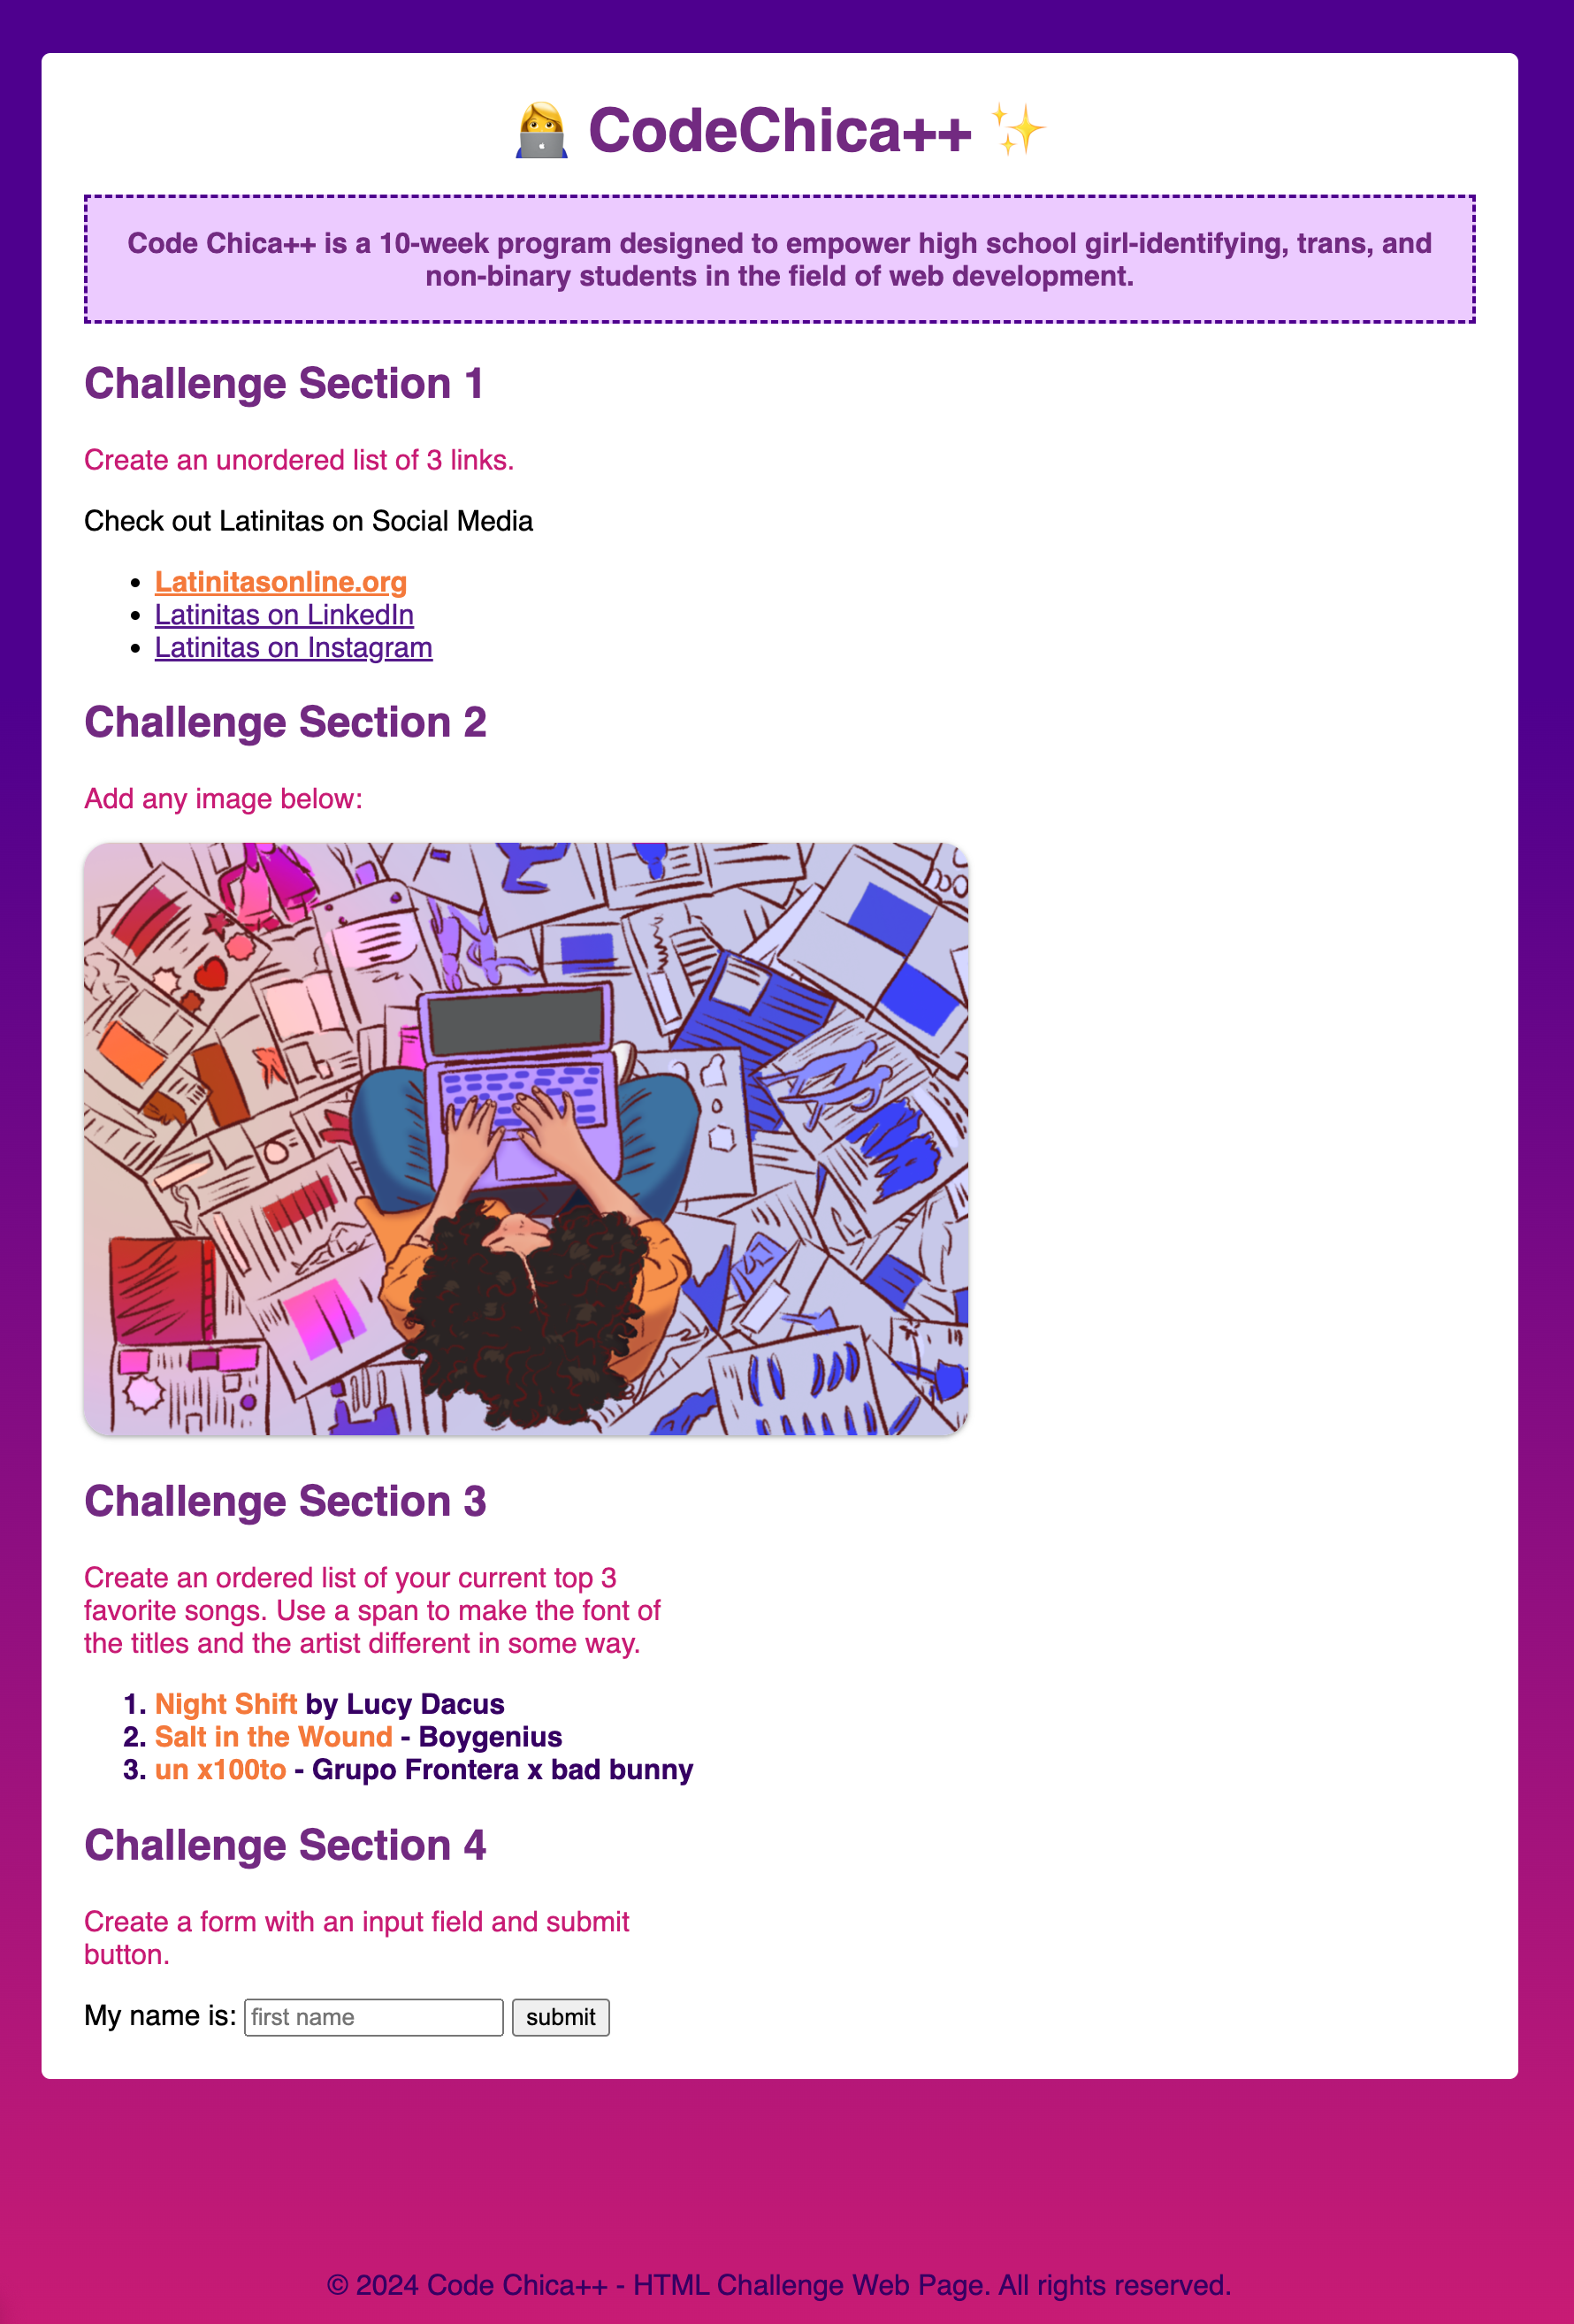 👩‍💻 CodeChica++ ✨
Code Chica++ is a 10-week program designed to empower high school girl-identifying, trans, and
non-binary students in the field of web development.
Challenge Section 1
Create an unordered list of 3 links.
Check out Latinitas on Social Media
• Latinitasonline.org
• Latinitas on LinkedIn
• Latinitas on Instagram
Challenge Section 2
Add any image below:
Challenge Section 3
Create an ordered list of your current top 3
favorite songs. Use a span to make the font of
the titles and the artist different in some way.
1. Night Shift by Lucy Dacus
2. Salt in the Wound - Boygenius
3. un x100to - Grupo Frontera x bad bunny
Challenge Section 4
Create a form with an input field and submit
button.
My name is: first name submit
© 2024 Code Chica++ - HTML Challenge Web Page. All rights reserved.